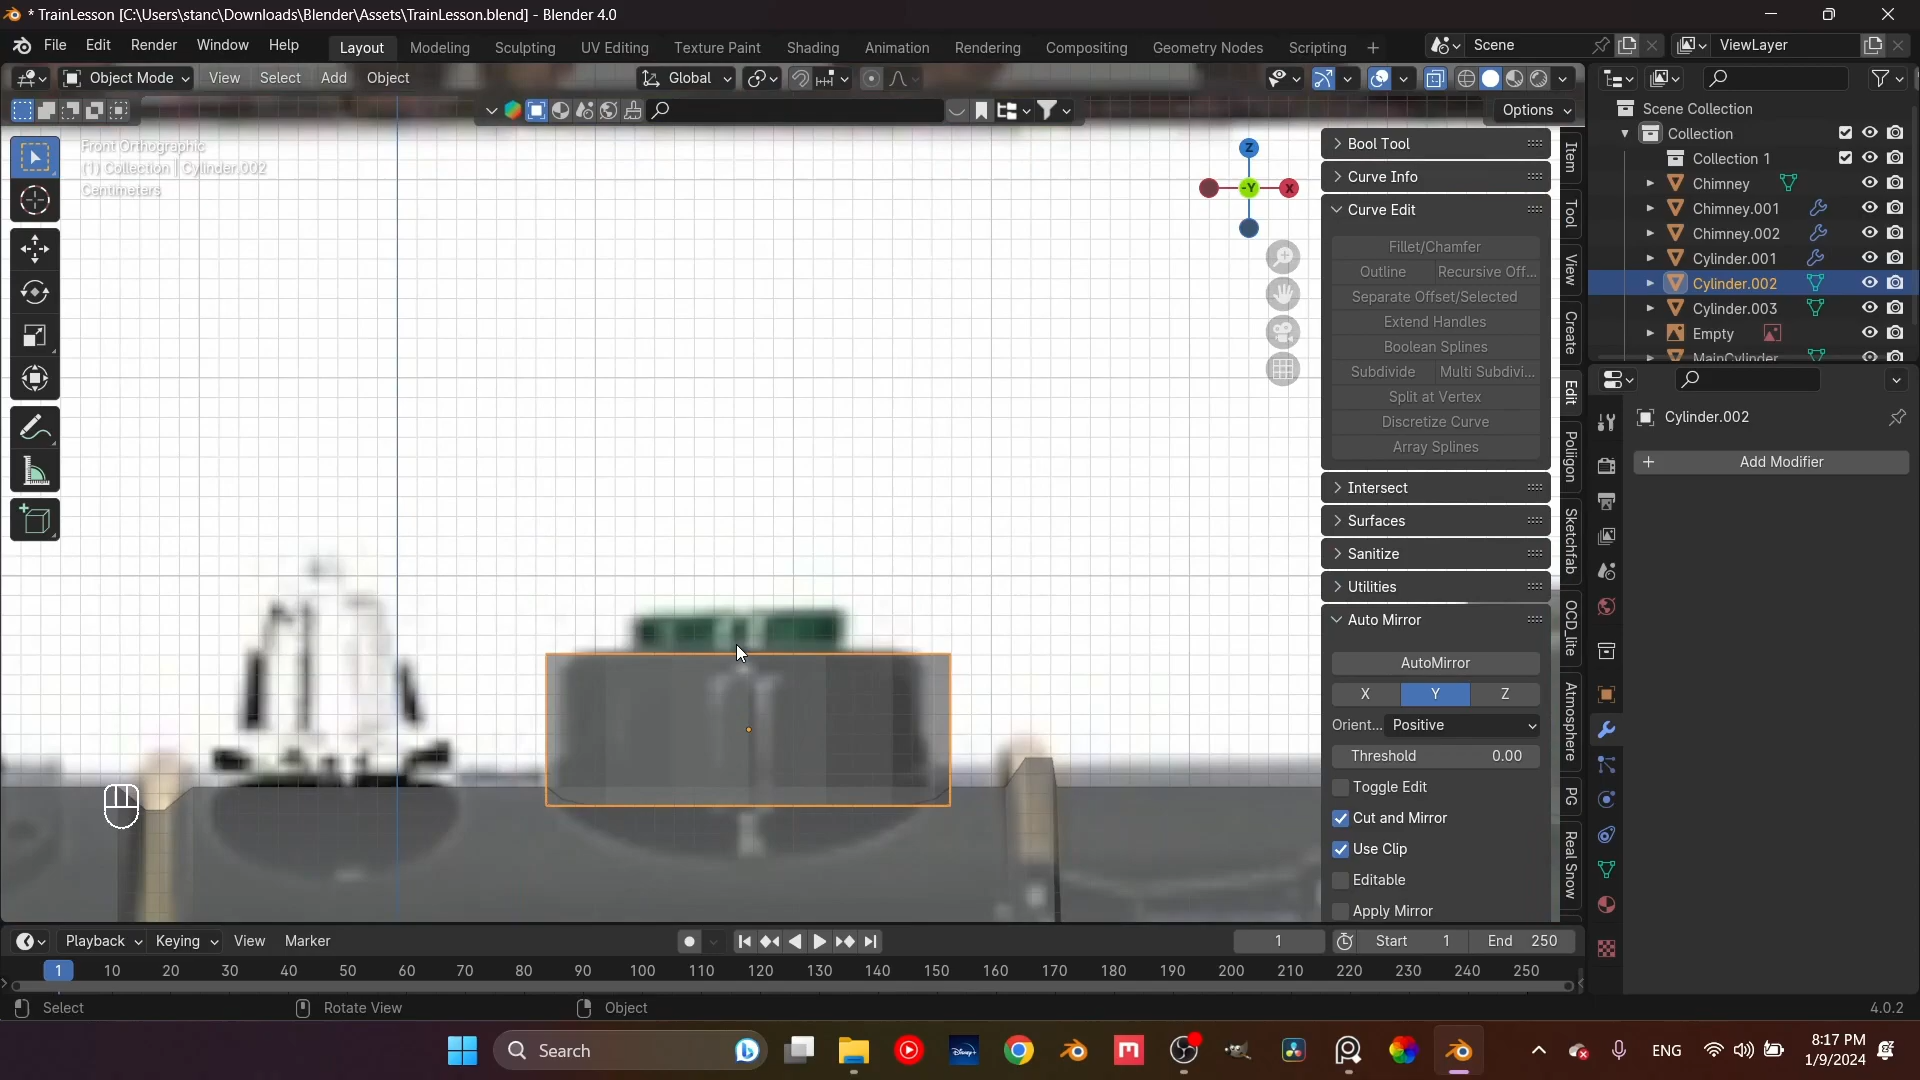 * TrainLesson [C:\Users\stanc\Downloads\Blender\Assets\TrainLesson.blend] - Blender 4.0
File Edit Render Window Help Layout Modeling Sculpting UV Editing Texture Paint Shading Animation Rendering Compositing Geometry Nodes Scripting + Scene ViewLayer
Object Mode View Select Add Object Global
Options
Front Orthographic
(1) Collection | Cylinder.002
Centimeters
Z
-Y
X
Bool Tool
Curve Info
Curve Edit
Fillet/Chamfer
Outline Recursive Off...
Separate Offset/Selected
Extend Handles
Boolean Splines
Subdivide Multi Subdivi...
Split at Vertex
Discretize Curve
Array Splines
Intersect
Surfaces
Sanitize
Utilities
Auto Mirror
AutoMirror
X Y Z
Orient... Positive
Threshold 0.00
Toggle Edit
Cut and Mirror
Use Clip
Editable
Apply Mirror
Item
Tool
View
Create
Edit
Poliigon
Sketchfab
OCD_lite
Atmosphere
PG
Real Snow
Scene Collection
Collection
Collection 1
Chimney
Chimney.001
Chimney.002
Cylinder.001
Cylinder.002
Cylinder.003
Empty
MainCylinder
Cylinder.002
+ Add Modifier
Playback Keying View Marker 1 Start 1 End 250
1 10 20 30 40 50 60 70 80 90 100 110 120 130 140 150 160 170 180 190 200 210 220 230 240 250
Select Rotate View Object 4.0.2
Search Disney+ ENG 8:17 PM
1/9/2024